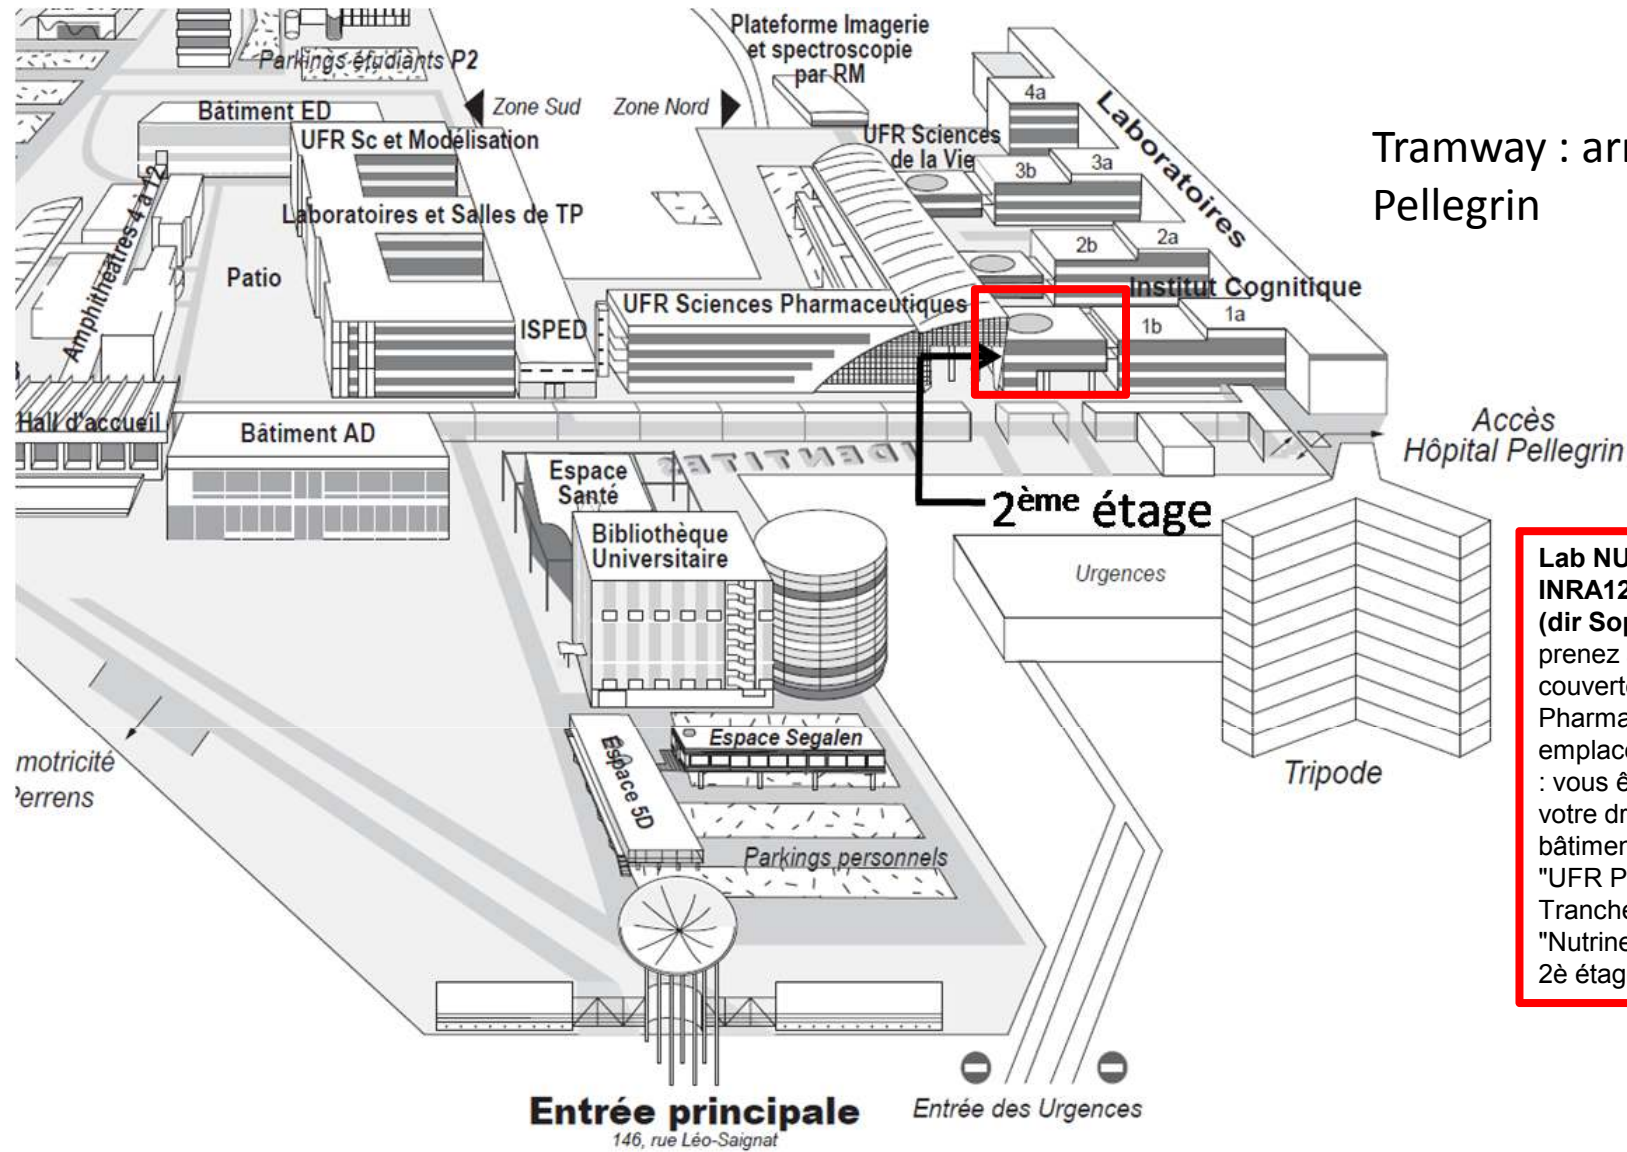 Plateforme Imagerie
et spectroscopie
par RM
Parkings étudiants P2
Zone Sud
Zone Nord
Bâtiment ED
UFR Sc et Modélisation
UFR Sciences
de la Vie
4a
Laboratoires
3b
3a
Tramway : arr
Pellegrin
Laboratoires et Salles de TP
Amphithéâtres 4 à 12
Patio
2b
2a
Institut Cognitique
UFR Sciences Pharmaceutiques
ISPED
1b
1a
Hall d'accueil
Bâtiment AD
Accès
Hôpital Pellegrin
IDENTITES
Espace
Santé
2ème étage
Bibliothèque
Universitaire
Urgences
Lab NU
INRA12
(dir Sop
prenez
couverte
Pharma
emplace
: vous ê
votre dr
bâtimen
"UFR P
Tranche
"Nutrine
2è étag
Espace Segalen
Espace 5D
motricité
Perrens
Tripode
Parkings personnels
Entrée principale
146, rue Léo-Saignat
Entrée des Urgences